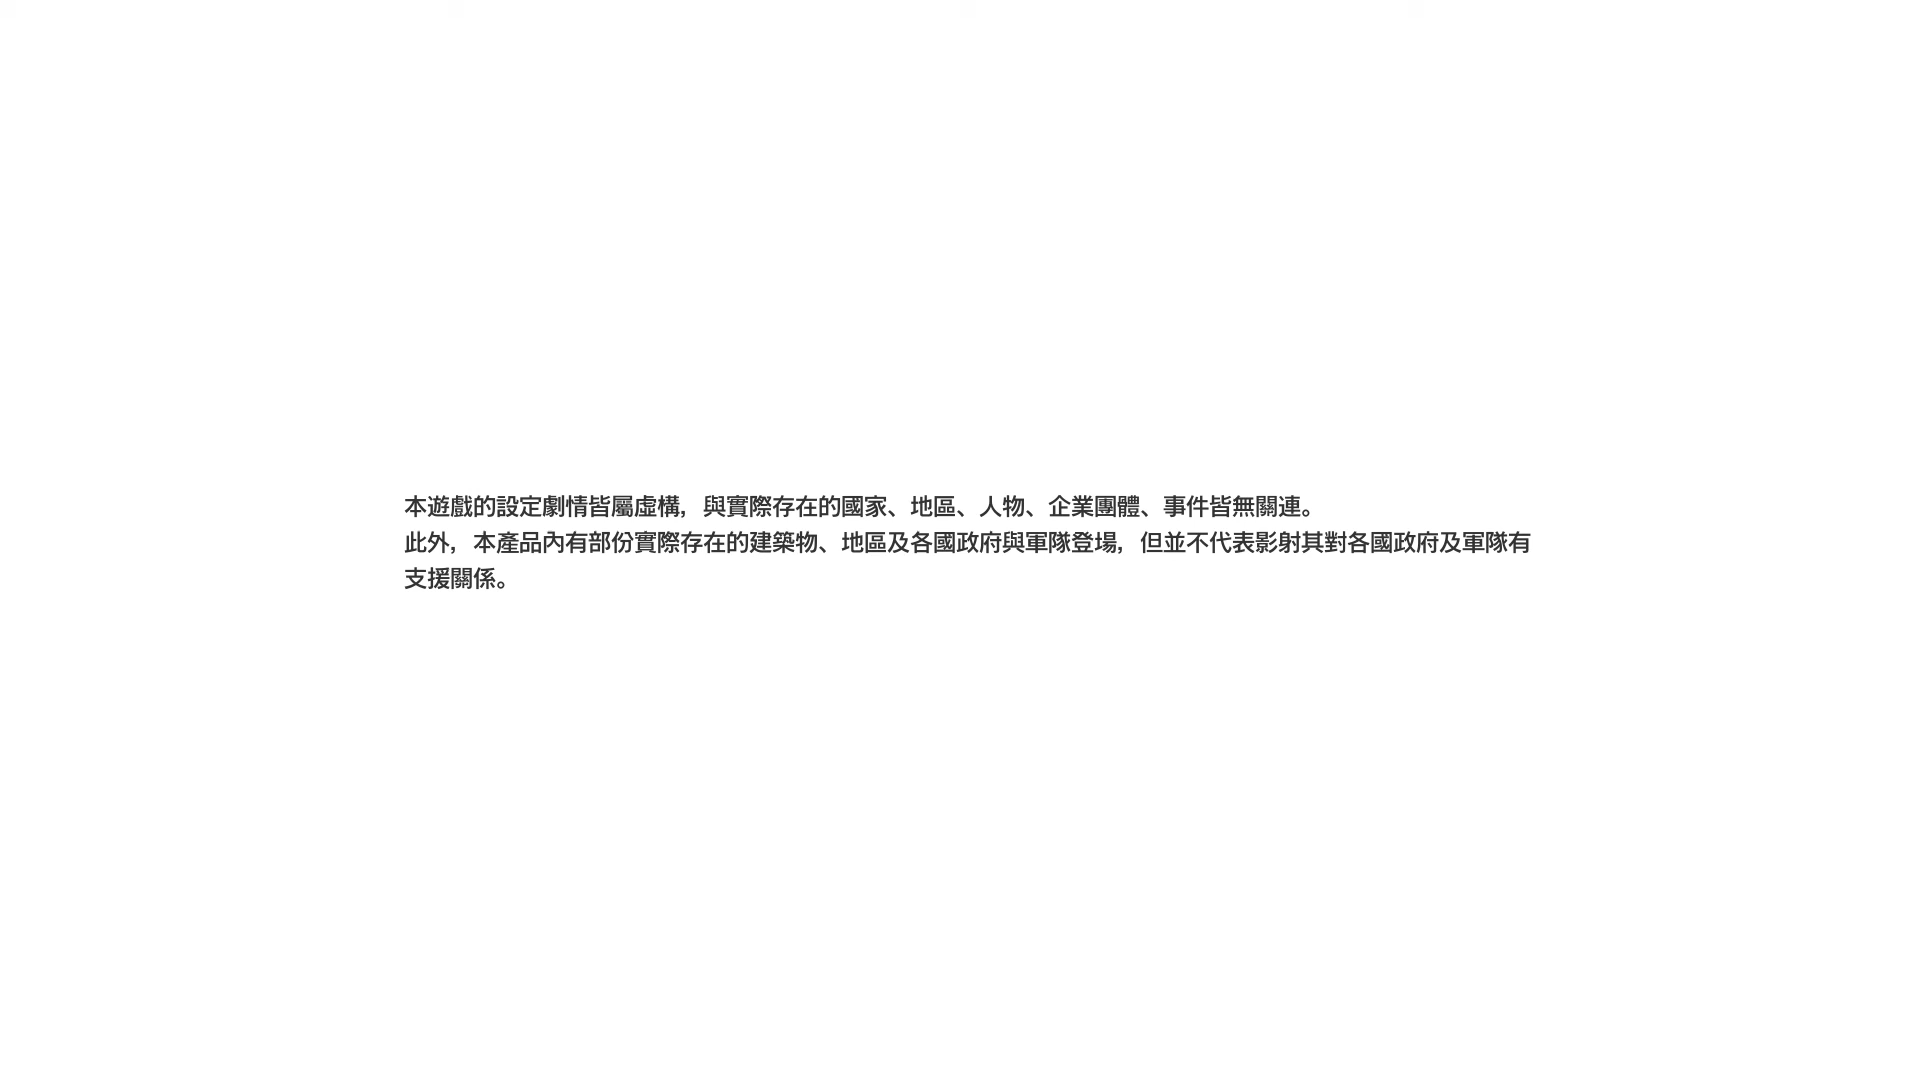 本遊戲的設定劇情皆屬虛構，與實際存在的國家、地區、人物、企業團體、事件皆無關連。
此外，本產品內有部份實際存在的建築物、地區及各國政府與軍隊登場，但並不代表影射其對各國政府及軍隊有
支援關係。